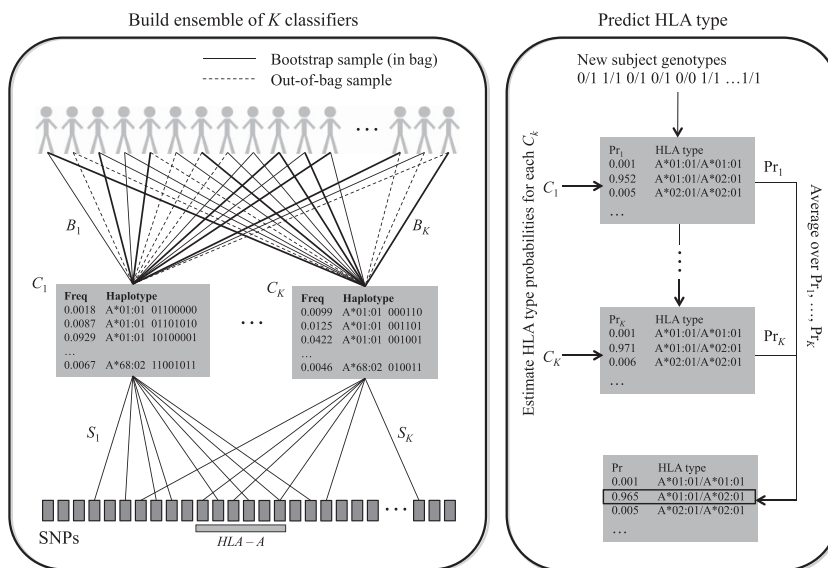 Build ensemble of K classifiers
Bootstrap sample (in bag)
Out-of-bag sample
...
B1
BK
C1
Freq Haplotype
0.0018 A*01:01 01100000
0.0087 A*01:01 01101010
0.0929 A*01:01 10100001
...
0.0067 A*68:02 11001011
...
CK
Freq Haplotype
0.0099 A*01:01 000110
0.0125 A*01:01 001101
0.0422 A*01:01 001001
...
0.0046 A*68:02 010011
S1
SK
...
SNPs
HLA – A
Predict HLA type
New subject genotypes
0/1 1/1 0/1 0/1 0/0 1/1 …1/1
Estimate HLA type probabilities for each Ck
C1
Pr1 HLA type
0.001 A*01:01/A*01:01
0.952 A*01:01/A*02:01
0.005 A*02:01/A*02:01
...
Pr1
...
CK
PrK HLA type
0.001 A*01:01/A*01:01
0.971 A*01:01/A*02:01
0.006 A*02:01/A*02:01
...
PrK
Average over Pr1, …, PrK
Pr HLA type
0.001 A*01:01/A*01:01
0.965 A*01:01/A*02:01
0.005 A*02:01/A*02:01
...